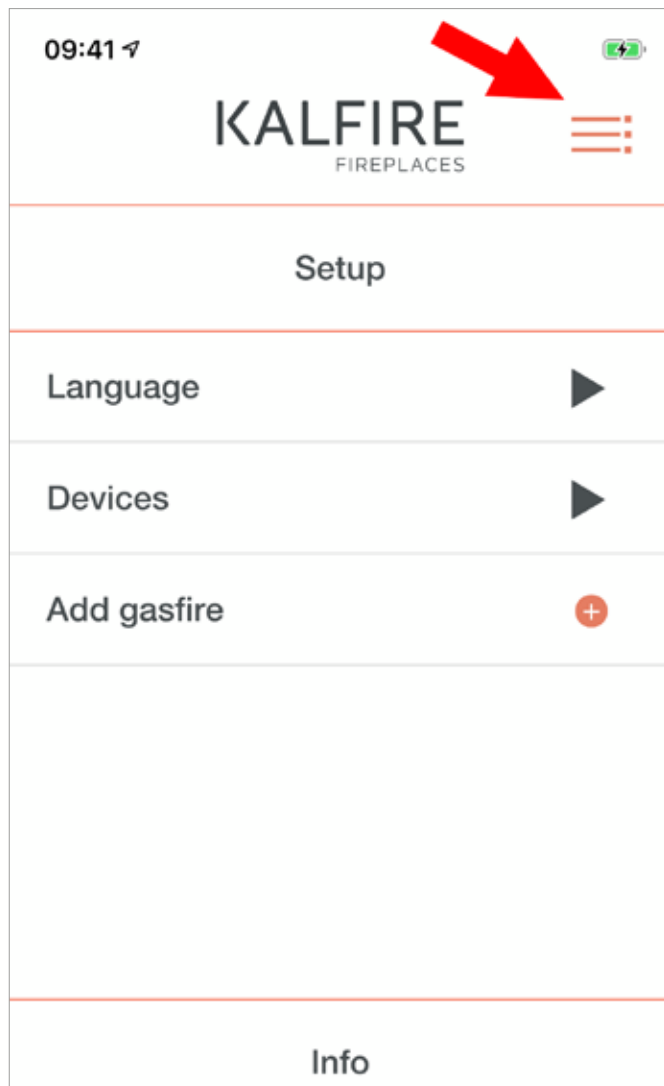 09:41
KALFIRE
FIREPLACES
Setup
Language
Devices
Add gasfire
Info